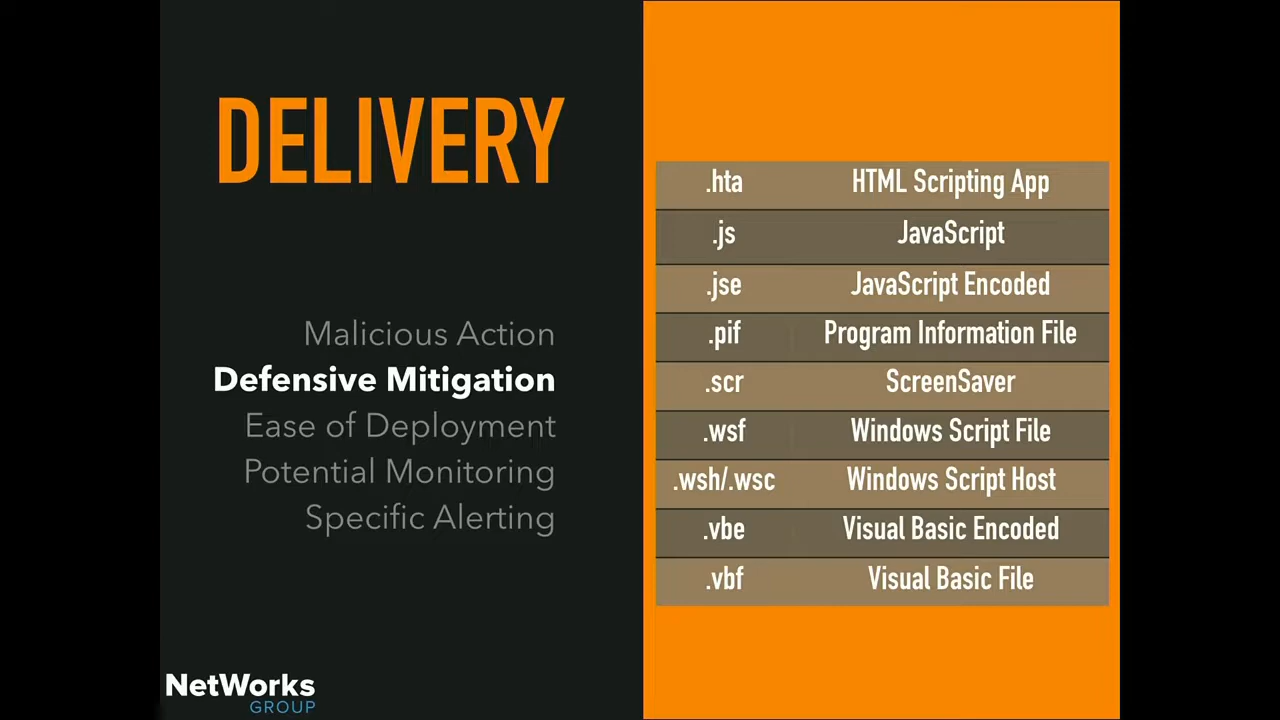 DELIVERY
Malicious Action
Defensive Mitigation
Ease of Deployment
Potential Monitoring
Specific Alerting
NetWorks
GROUP
.hta HTML Scripting App
.js JavaScript
.jse JavaScript Encoded
.pif Program Information File
.scr ScreenSaver
.wsf Windows Script File
.wsh/.wsc Windows Script Host
.vbe Visual Basic Encoded
.vbf Visual Basic File